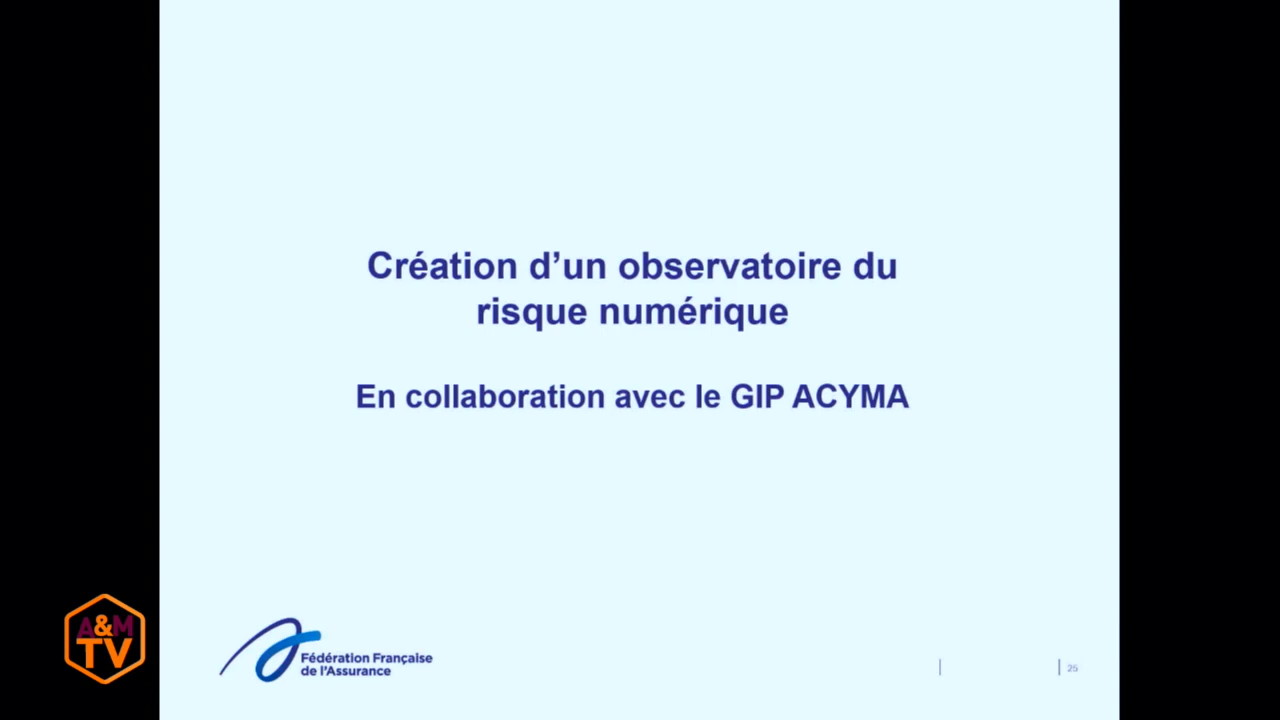 Création d’un observatoire du
risque numérique
En collaboration avec le GIP ACYMA
A&M
TV
Fédération Française
de l’Assurance
25